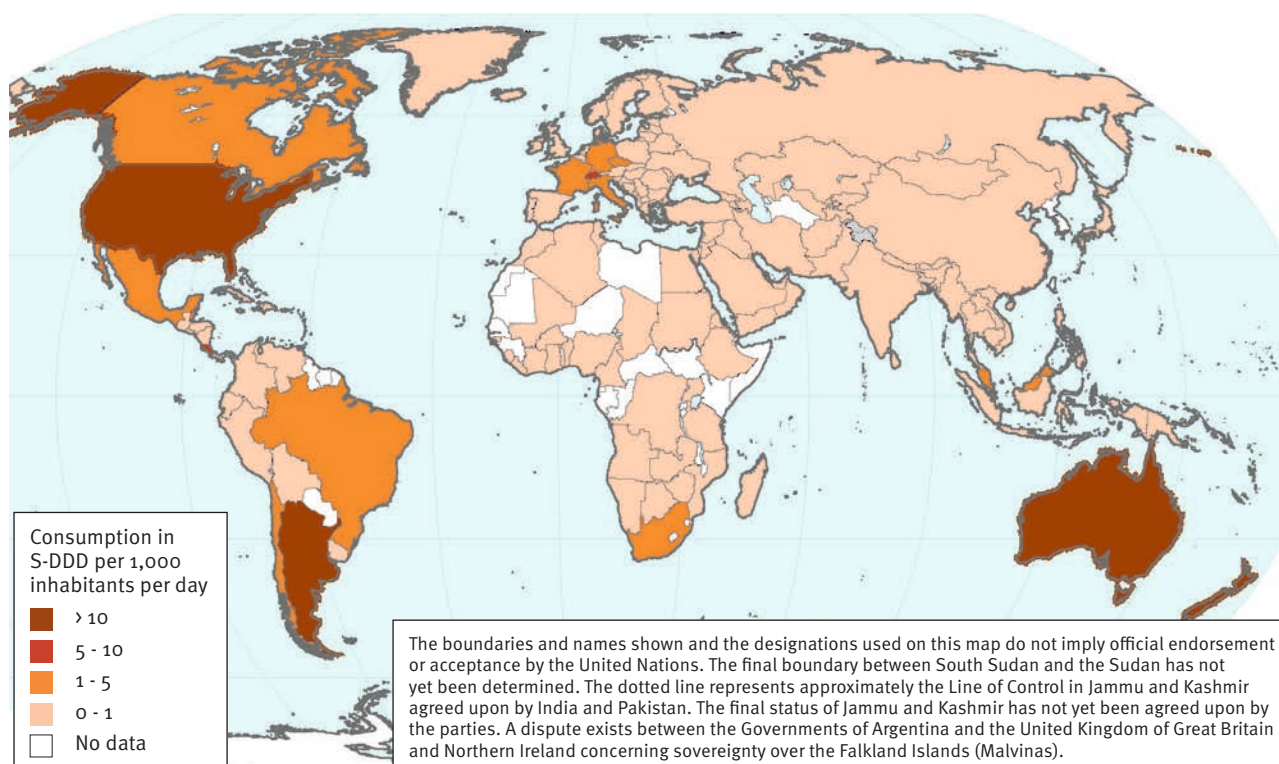 Consumption in
S-DDD per 1,000
inhabitants per day
> 10
5 - 10
1 - 5
0 - 1
No data
The boundaries and names shown and the designations used on this map do not imply official endorsement
or acceptance by the United Nations. The final boundary between South Sudan and the Sudan has not
yet been determined. The dotted line represents approximately the Line of Control in Jammu and Kashmir
agreed upon by India and Pakistan. The final status of Jammu and Kashmir has not yet been agreed upon by
the parties. A dispute exists between the Governments of Argentina and the United Kingdom of Great Britain
and Northern Ireland concerning sovereignty over the Falkland Islands (Malvinas).